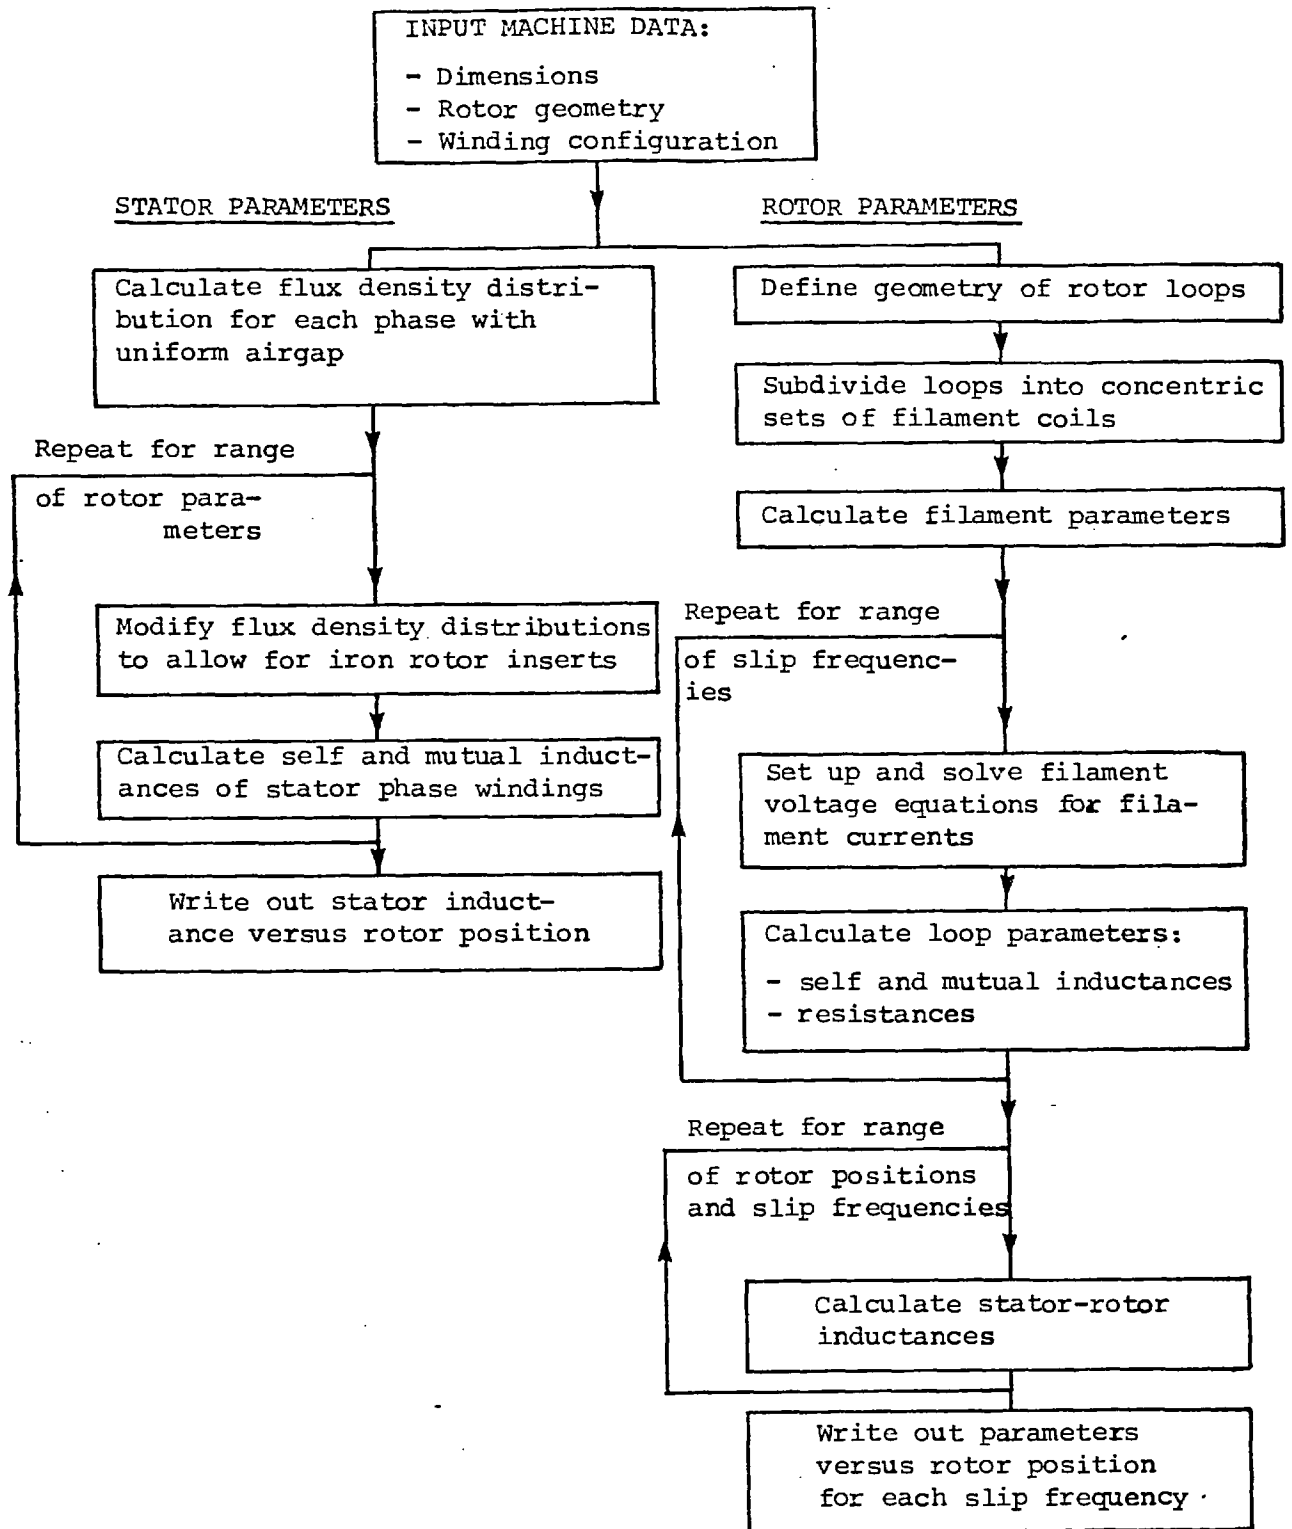 INPUT MACHINE DATA:
- Dimensions
- Rotor geometry
- Winding configuration
STATOR PARAMETERS
Calculate flux density distri-
bution for each phase with
uniform airgap
Repeat for range
of rotor para-
meters
Modify flux density distributions
to allow for iron rotor inserts
Calculate self and mutual induct-
ances of stator phase windings
Write out stator induct-
ance versus rotor position
ROTOR PARAMETERS
Define geometry of rotor loops
Subdivide loops into concentric
sets of filament coils
Calculate filament parameters
Repeat for range
of slip frequenc-
ies
Set up and solve filament
voltage equations for fila-
ment currents
Calculate loop parameters:
- self and mutual inductances
- resistances
Repeat for range
of rotor positions
and slip frequencies
Calculate stator-rotor
inductances
Write out parameters
versus rotor position
for each slip frequency